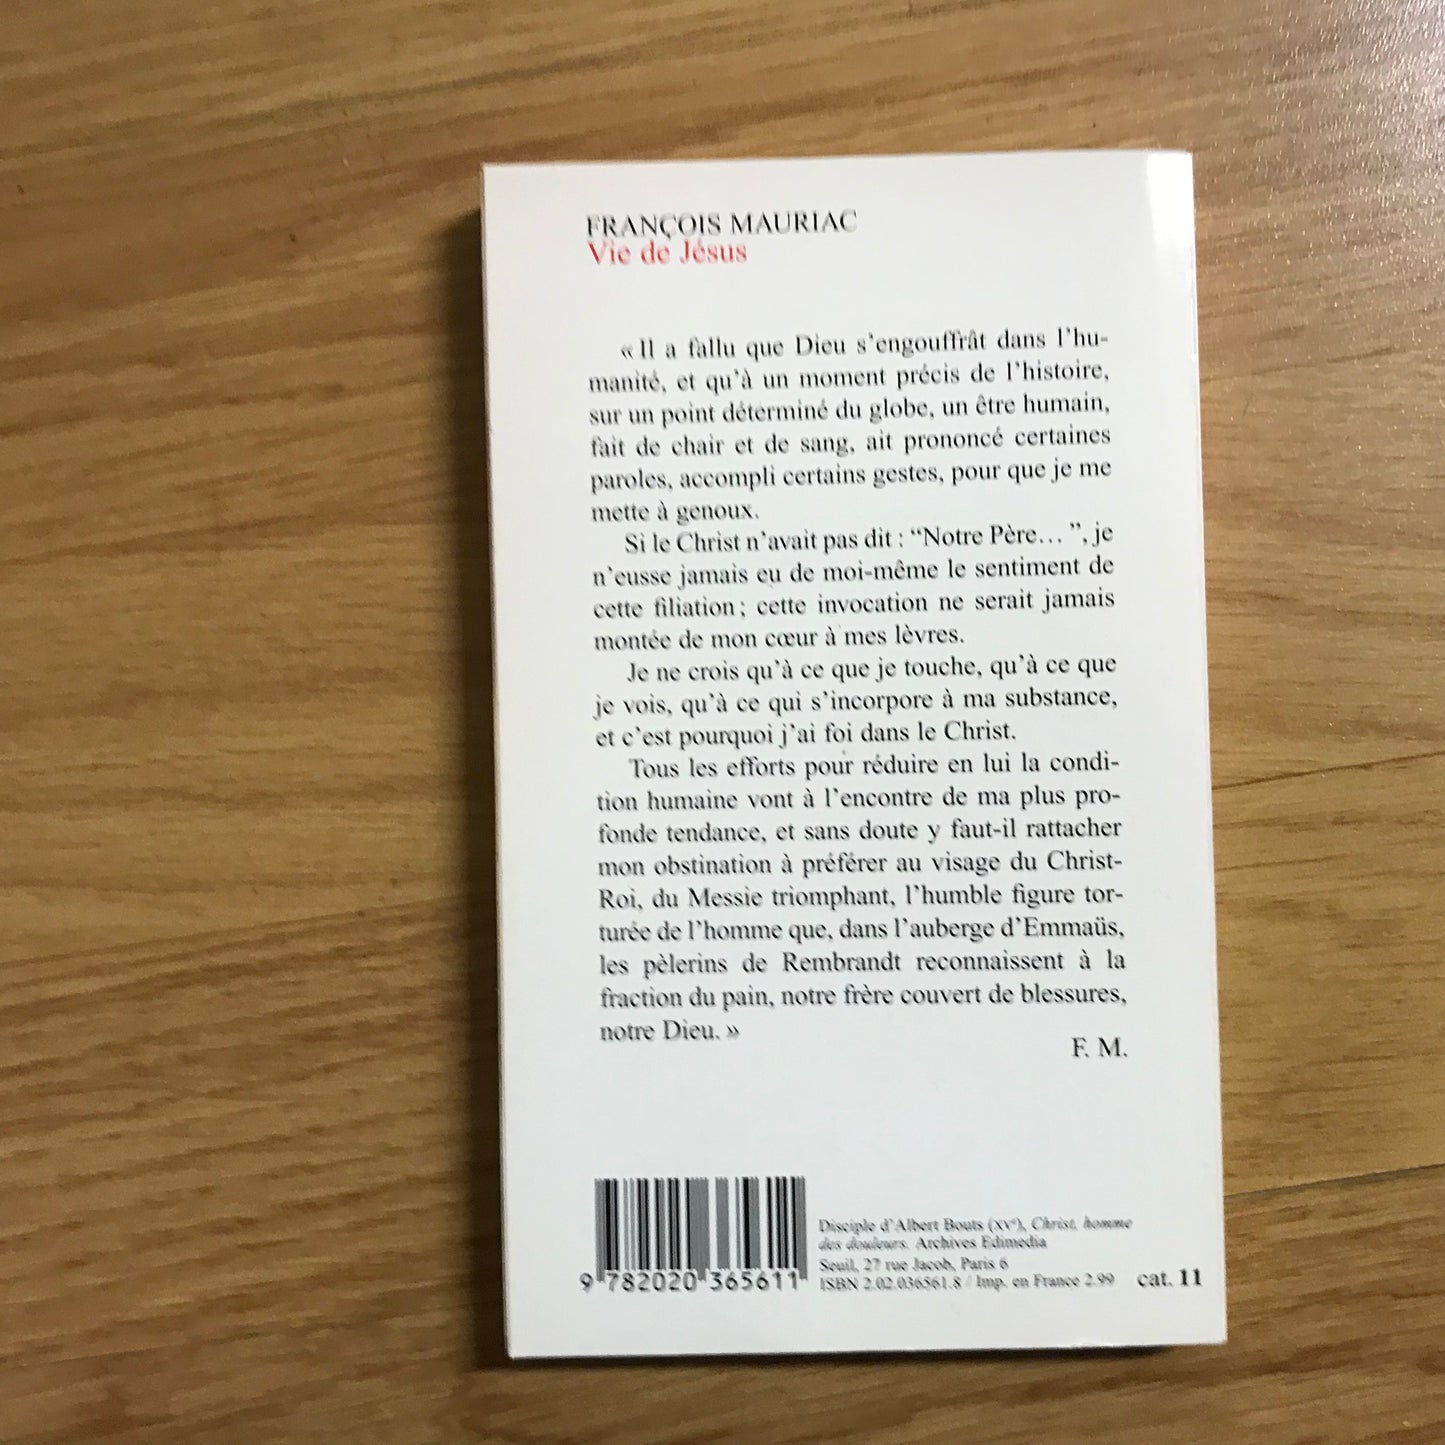 FRANÇOIS MAURIAC
Vie de Jésus
« Il a fallu que Dieu s’engouffrât dans l’hu-
manité, et qu’à un moment précis de l’histoire,
sur un point déterminé du globe, un être humain,
fait de chair et de sang, ait prononcé certaines
paroles, accompli certains gestes, pour que je me
mette à genoux.
Si le Christ n’avait pas dit : “Notre Père… ”, je
n’eusse jamais eu de moi-même le sentiment de
cette filiation ; cette invocation ne serait jamais
montée de mon cœur à mes lèvres.
Je ne crois qu’à ce que je touche, qu’à ce que
je vois, qu’à ce qui s’incorpore à ma substance,
et c’est pourquoi j’ai foi dans le Christ.
Tous les efforts pour réduire en lui la condi-
tion humaine vont à l’encontre de ma plus pro-
fonde tendance, et sans doute y faut-il rattacher
mon obstination à préférer au visage du Christ-
Roi, du Messie triomphant, l’humble figure tor-
turée de l’homme que, dans l’auberge d’Emmaüs,
les pèlerins de Rembrandt reconnaissent à la
fraction du pain, notre frère couvert de blessures,
notre Dieu. »
F. M.
Disciple d’Albert Bouts (XVᵉ), Christ, homme
des douleurs. Archives Edimedia
Seuil, 27 rue Jacob, Paris 6
ISBN 2.02.036561.8 / Imp. en France 2.99
cat. 11
9 782020 365611